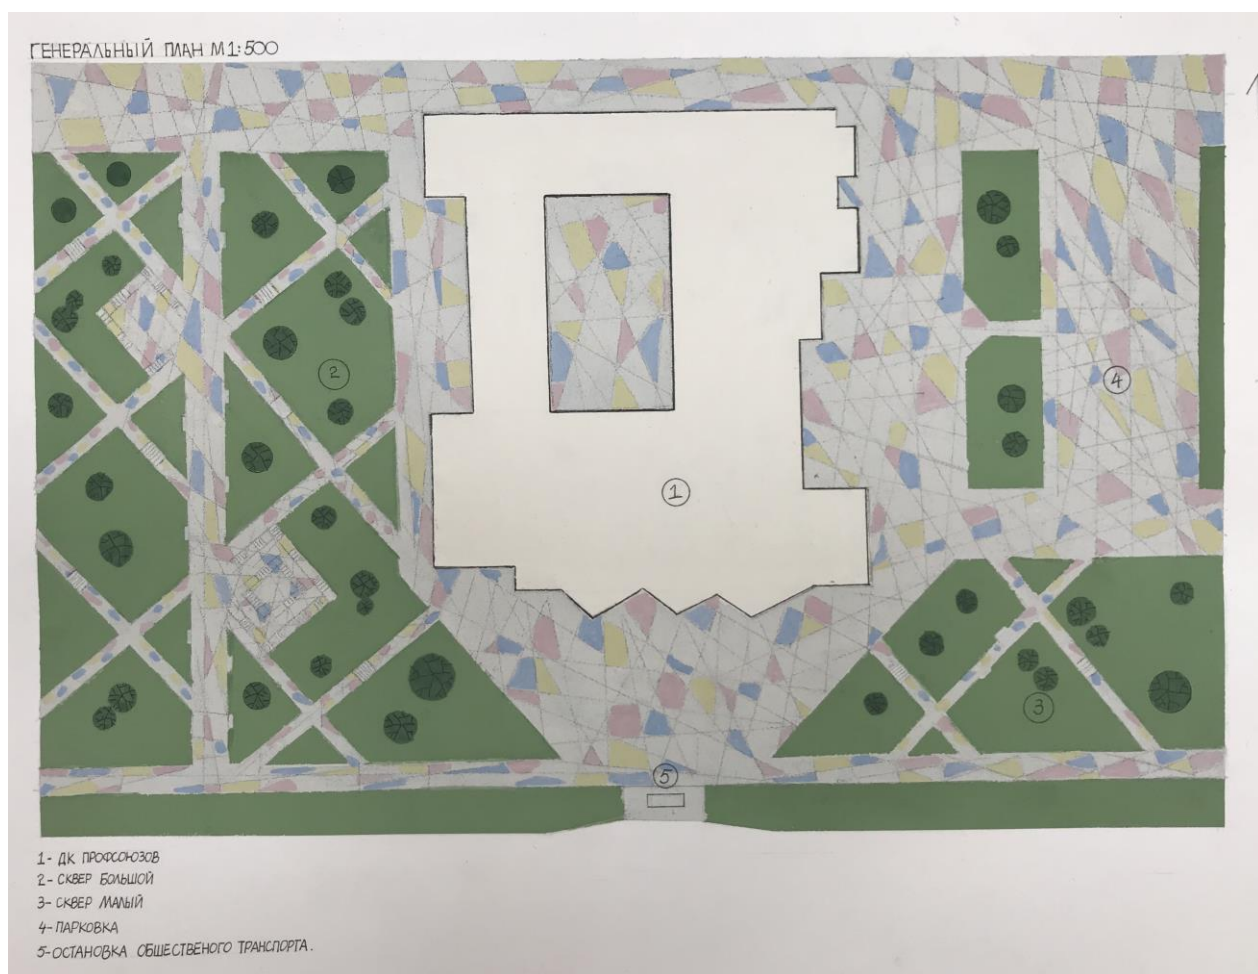 ГЕНЕРАЛЬНЫЙ ПЛАН М1:500
2
4
1
3
5
1- ДК ПРОФСОЮЗОВ
2- СКВЕР БОЛЬШОЙ
3- СКВЕР МАЛЫЙ
4- ПАРКОВКА
5- ОСТАНОВКА ОБЩЕСТВЕНОГО ТРАНСПОРТА.